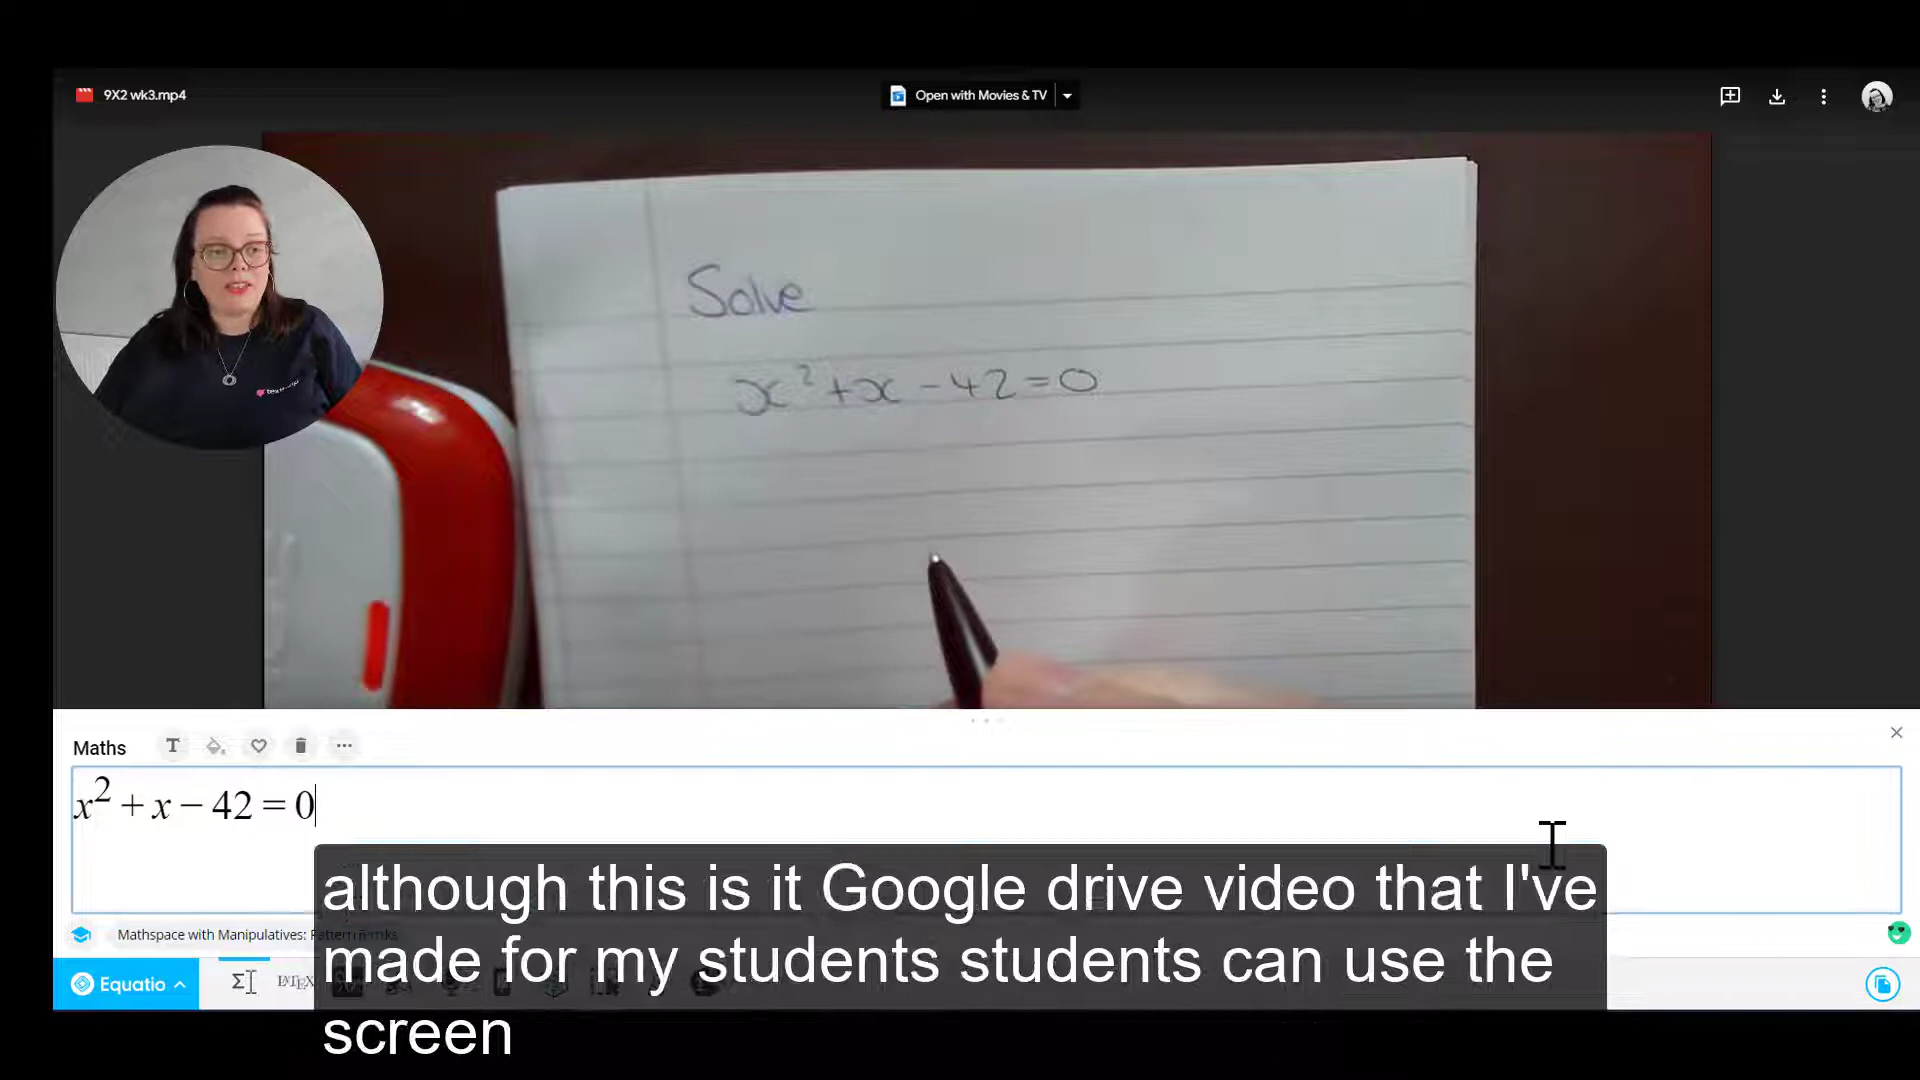 9X2 wk3.mp4
Open with Movies & TV
Solve
x² + x - 42 = 0
Maths
x² + x − 42 = 0
Mathspace with Manipulatives:
Equatio
although this is it Google drive video that I've
made for my students students can use the
screen